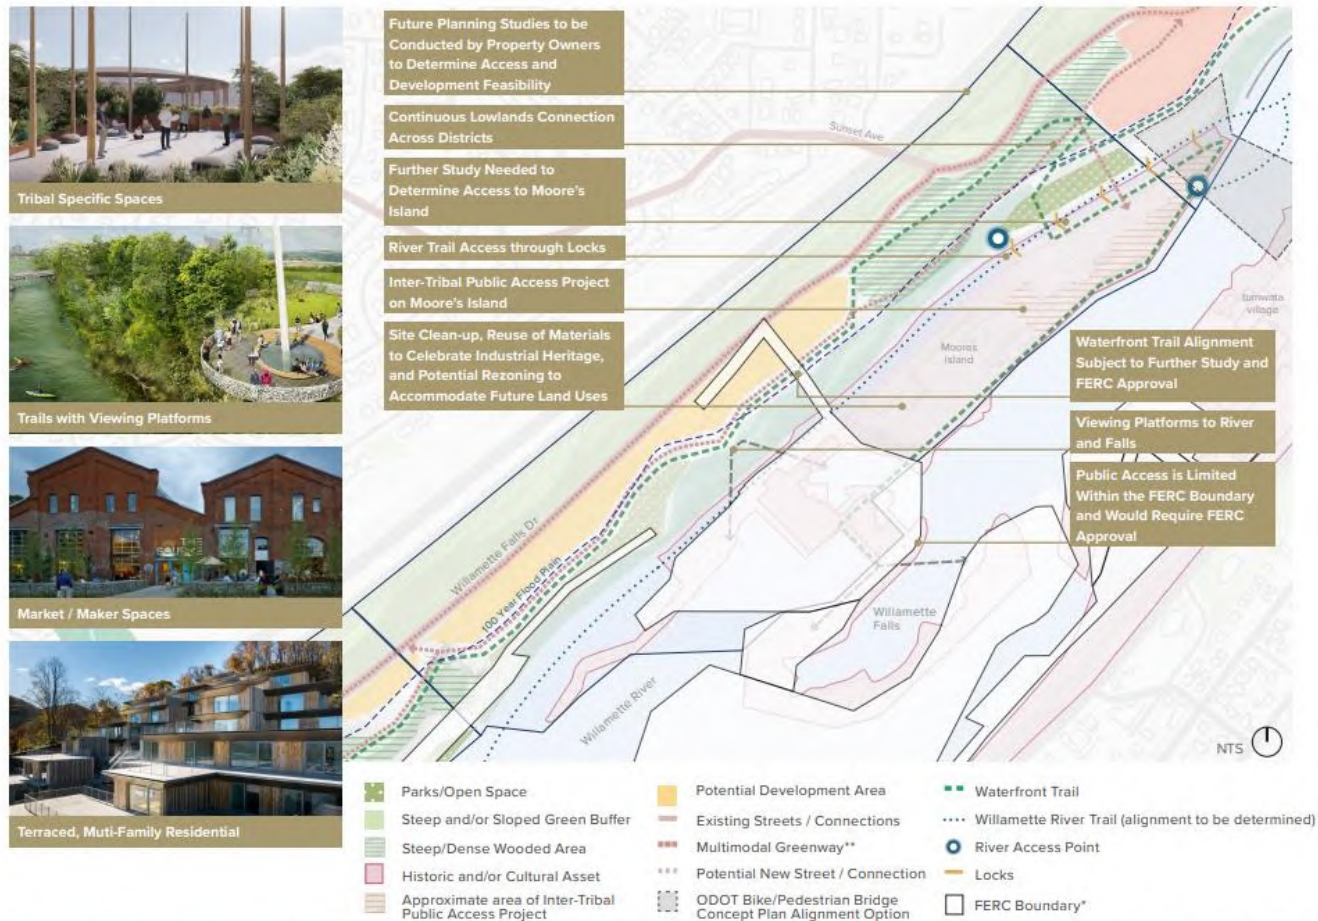 Tribal Specific Spaces
Trails with Viewing Platforms
Market / Maker Spaces
Terraced, Muti-Family Residential
Future Planning Studies to be
Conducted by Property Owners
to Determine Access and
Development Feasibility
Continuous Lowlands Connection
Across Districts
Further Study Needed to
Determine Access to Moore's
Island
River Trail Access through Locks
Inter-Tribal Public Access Project
on Moore's Island
Site Clean-up, Reuse of Materials
to Celebrate Industrial Heritage,
and Potential Rezoning to
Accommodate Future Land Uses
Sunset Ave
tumwata
village
Moores
Island
Waterfront Trail Alignment
Subject to Further Study and
FERC Approval
Viewing Platforms to River
and Falls
Public Access is Limited
Within the FERC Boundary
and Would Require FERC
Approval
Willamette Falls Dr
100 Year Flood Plain
Willamette
Falls
Willamette River
NTS
Parks/Open Space
Steep and/or Sloped Green Buffer
Steep/Dense Wooded Area
Historic and/or Cultural Asset
Approximate area of Inter-Tribal
Public Access Project
Potential Development Area
Existing Streets / Connections
Multimodal Greenway**
Potential New Street / Connection
ODOT Bike/Pedestrian Bridge
Concept Plan Alignment Option
Waterfront Trail
Willamette River Trail (alignment to be determined)
River Access Point
Locks
FERC Boundary*